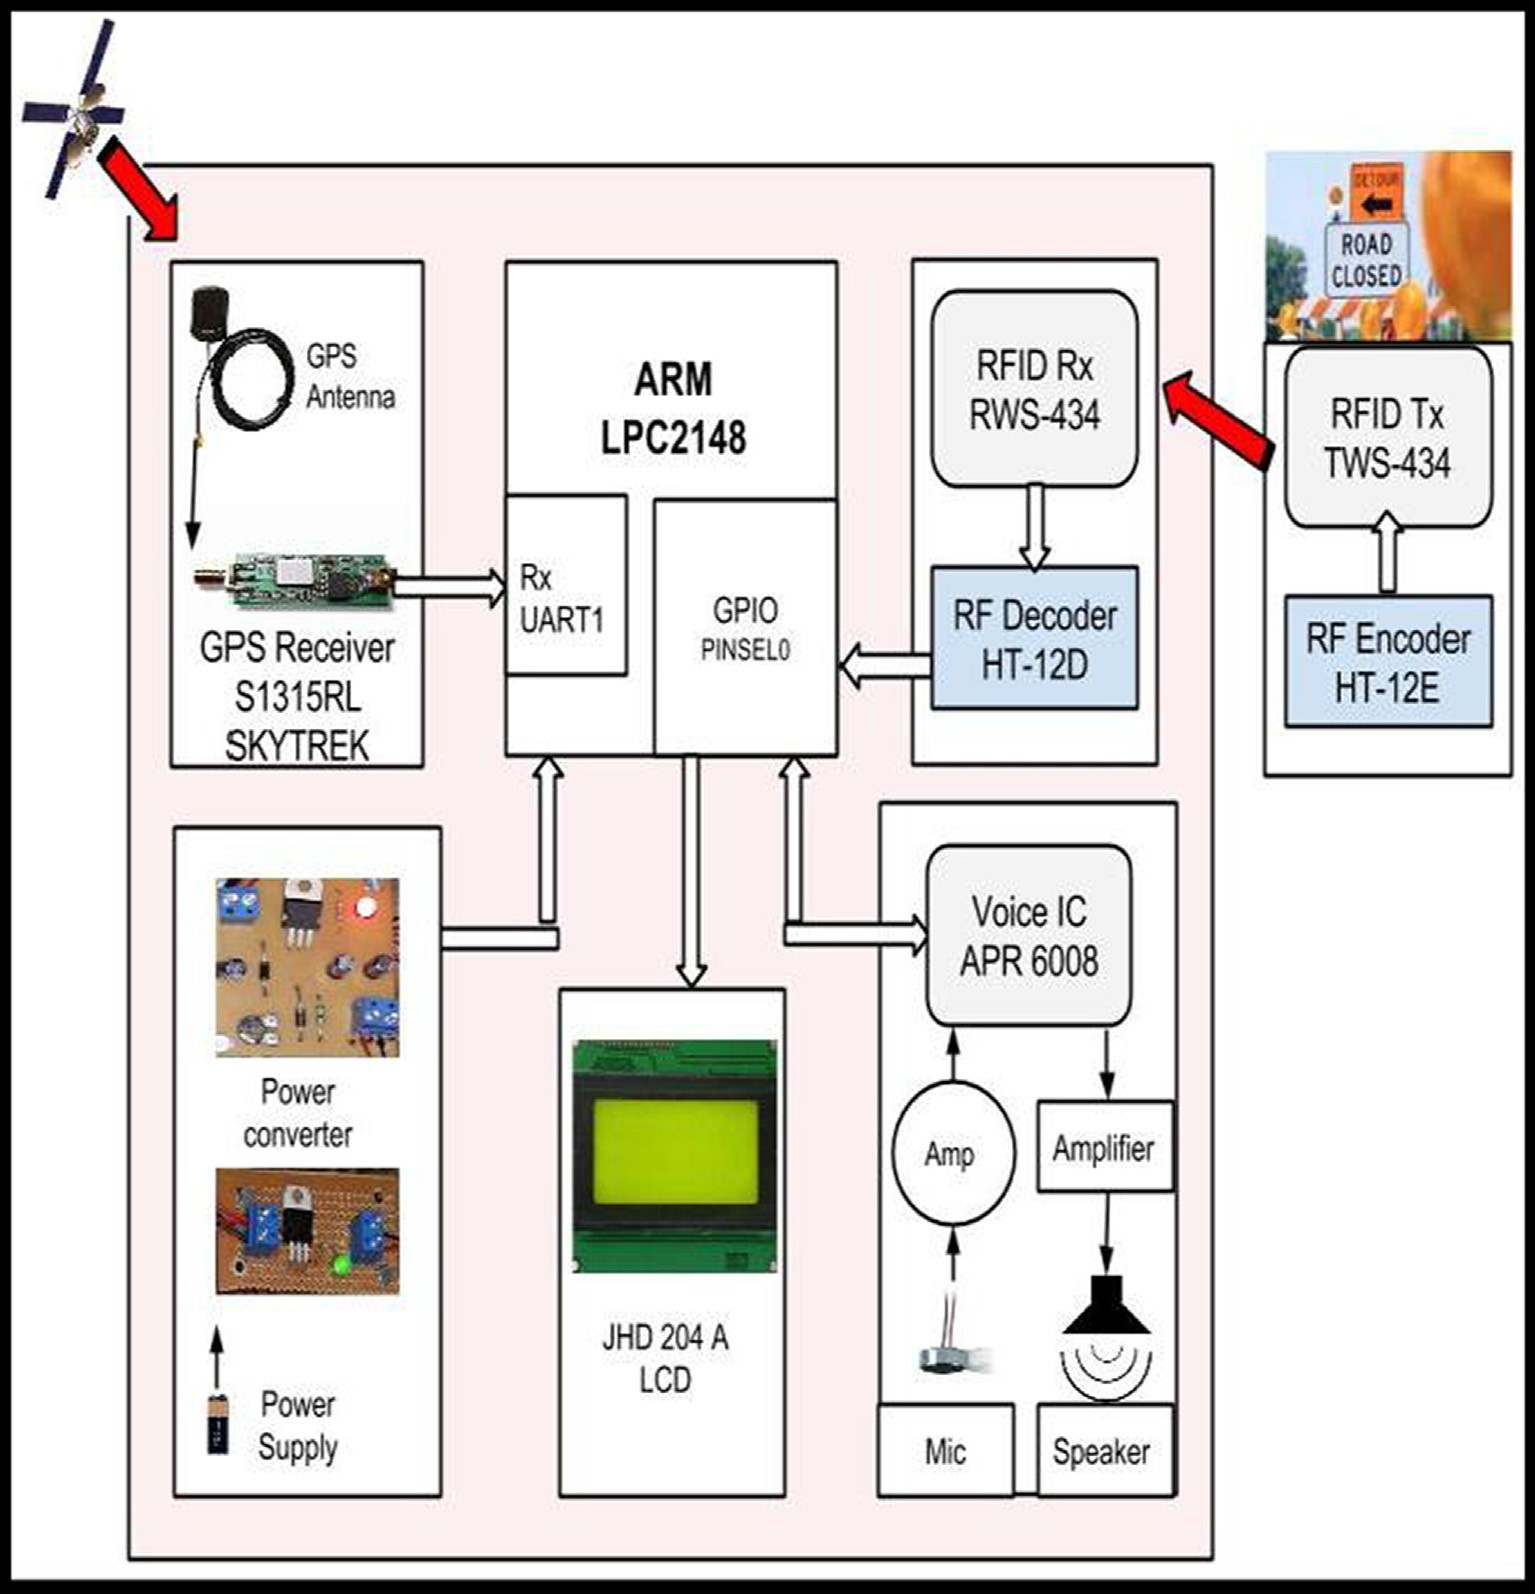 DETOUR
ROAD
CLOSED
GPS
Antenna
GPS Receiver
S1315RL
SKYTREK
ARM
LPC2148
Rx
UART1
GPIO
PINSEL0
RFID Rx
RWS-434
RF Decoder
HT-12D
RFID Tx
TWS-434
RF Encoder
HT-12E
Power
converter
Power
Supply
JHD 204 A
LCD
Voice IC
APR 6008
Amp
Amplifier
Mic
Speaker